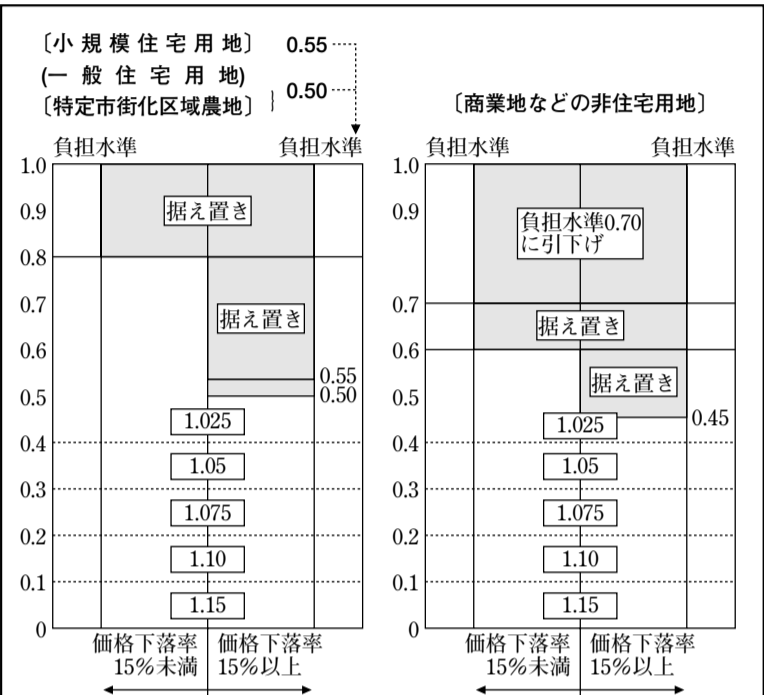 〔小規模住宅用地〕 0.55
(一般住宅用地)
〔特定市街化区域農地〕 } 0.50
負担水準 負担水準
1.0
0.9
0.8
0.7
0.6
0.5
0.4
0.3
0.2
0.1
0
据え置き
据え置き
0.55
0.50
1.025
1.05
1.075
1.10
1.15
価格下落率 価格下落率
15%未満 15%以上
〔商業地などの非住宅用地〕
負担水準 負担水準
1.0
0.9
0.8
0.7
0.6
0.5
0.4
0.3
0.2
0.1
0
負担水準0.70
に引下げ
据え置き
据え置き
0.45
1.025
1.05
1.075
1.10
1.15
価格下落率 価格下落率
15%未満 15%以上